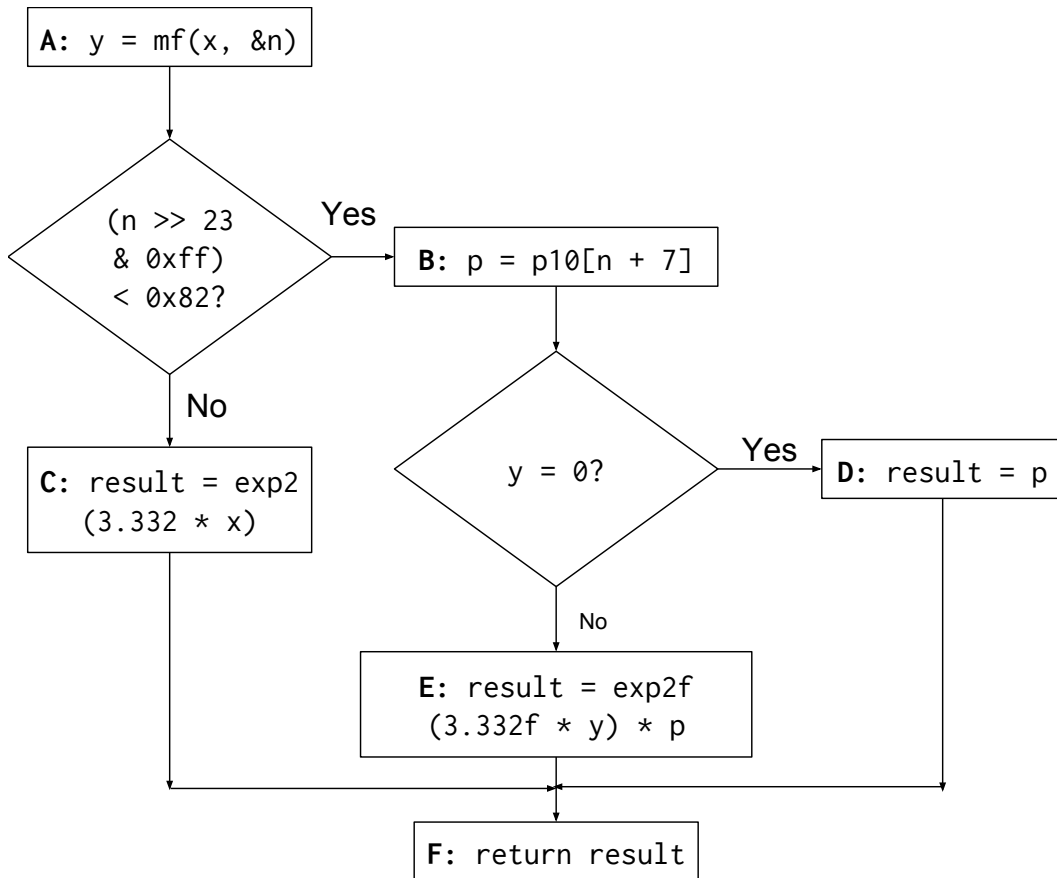 A: y = mf(x, &n)
(n >> 23
& 0xff)
< 0x82?
Yes
B: p = p10[n + 7]
No
C: result = exp2
(3.332 * x)
y = 0?
Yes
D: result = p
No
E: result = exp2f
(3.332f * y) * p
F: return result